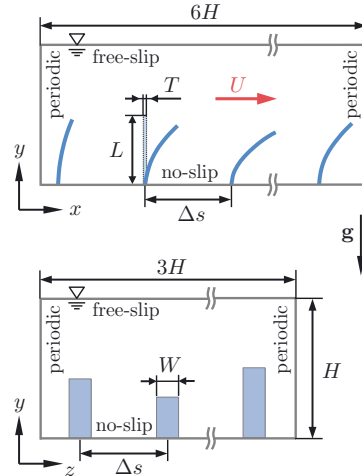 6H
free-slip
periodic
periodic
T
U
L
no-slip
y
x
Δs
g
3H
free-slip
periodic
periodic
W
H
no-slip
y
z
Δs